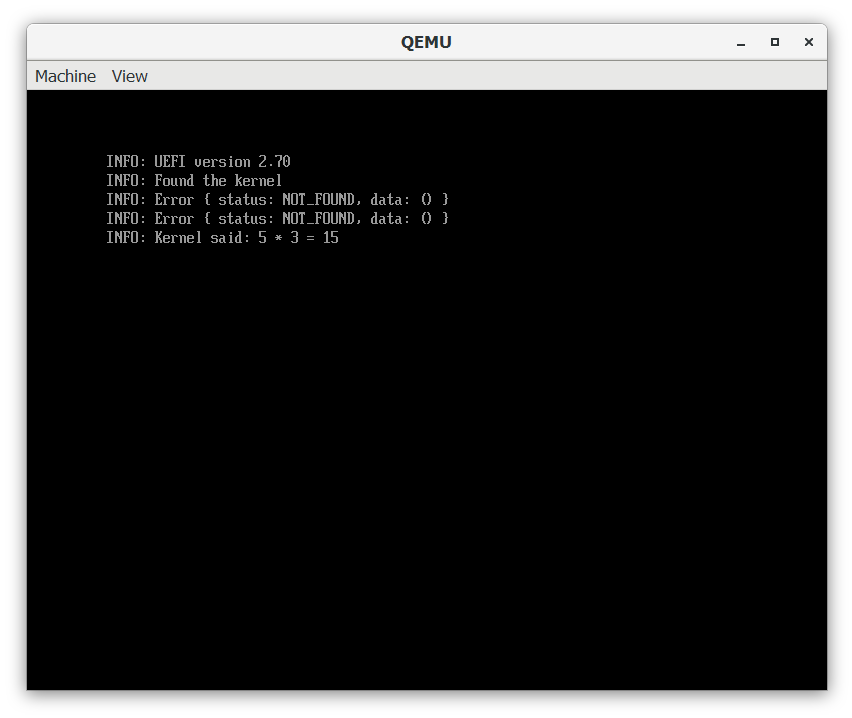 QEMU
Machine View
INFO: UEFI version 2.70
INFO: Found the kernel
INFO: Error { status: NOT_FOUND, data: () }
INFO: Error { status: NOT_FOUND, data: () }
INFO: Kernel said: 5 * 3 = 15